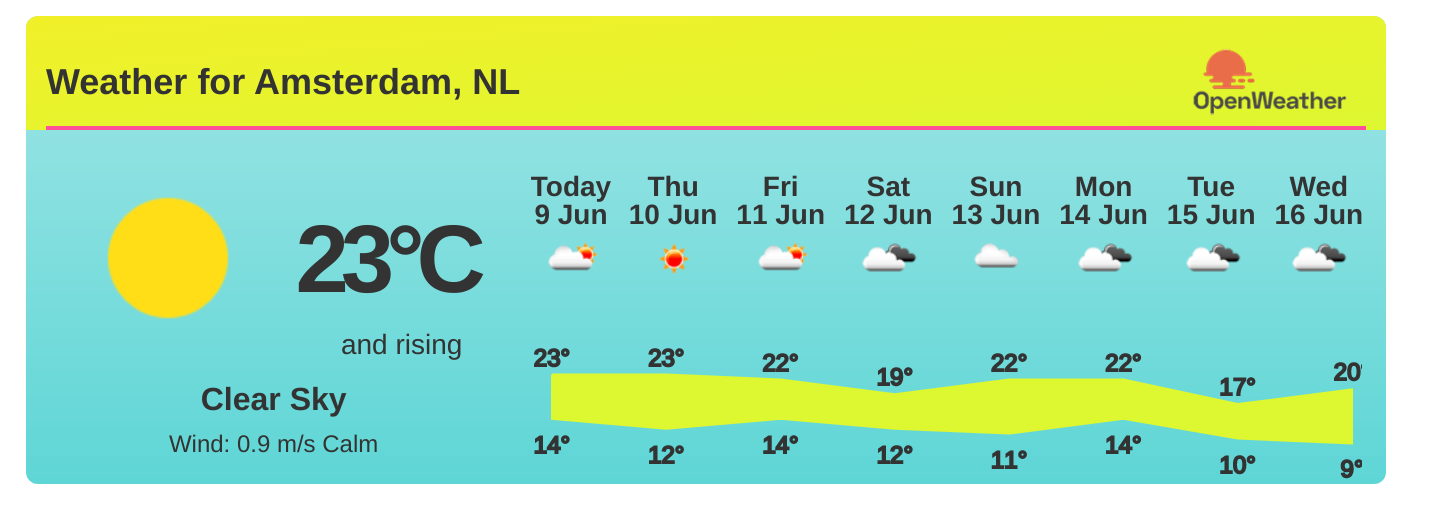 Weather for Amsterdam, NL
OpenWeather
23°C
and rising
Clear Sky
Wind: 0.9 m/s Calm
Today Thu Fri Sat Sun Mon Tue Wed
9 Jun 10 Jun 11 Jun 12 Jun 13 Jun 14 Jun 15 Jun 16 Jun
23° 23° 22° 19° 22° 22° 17° 20°
14° 12° 14° 12° 11° 14° 10° 9°